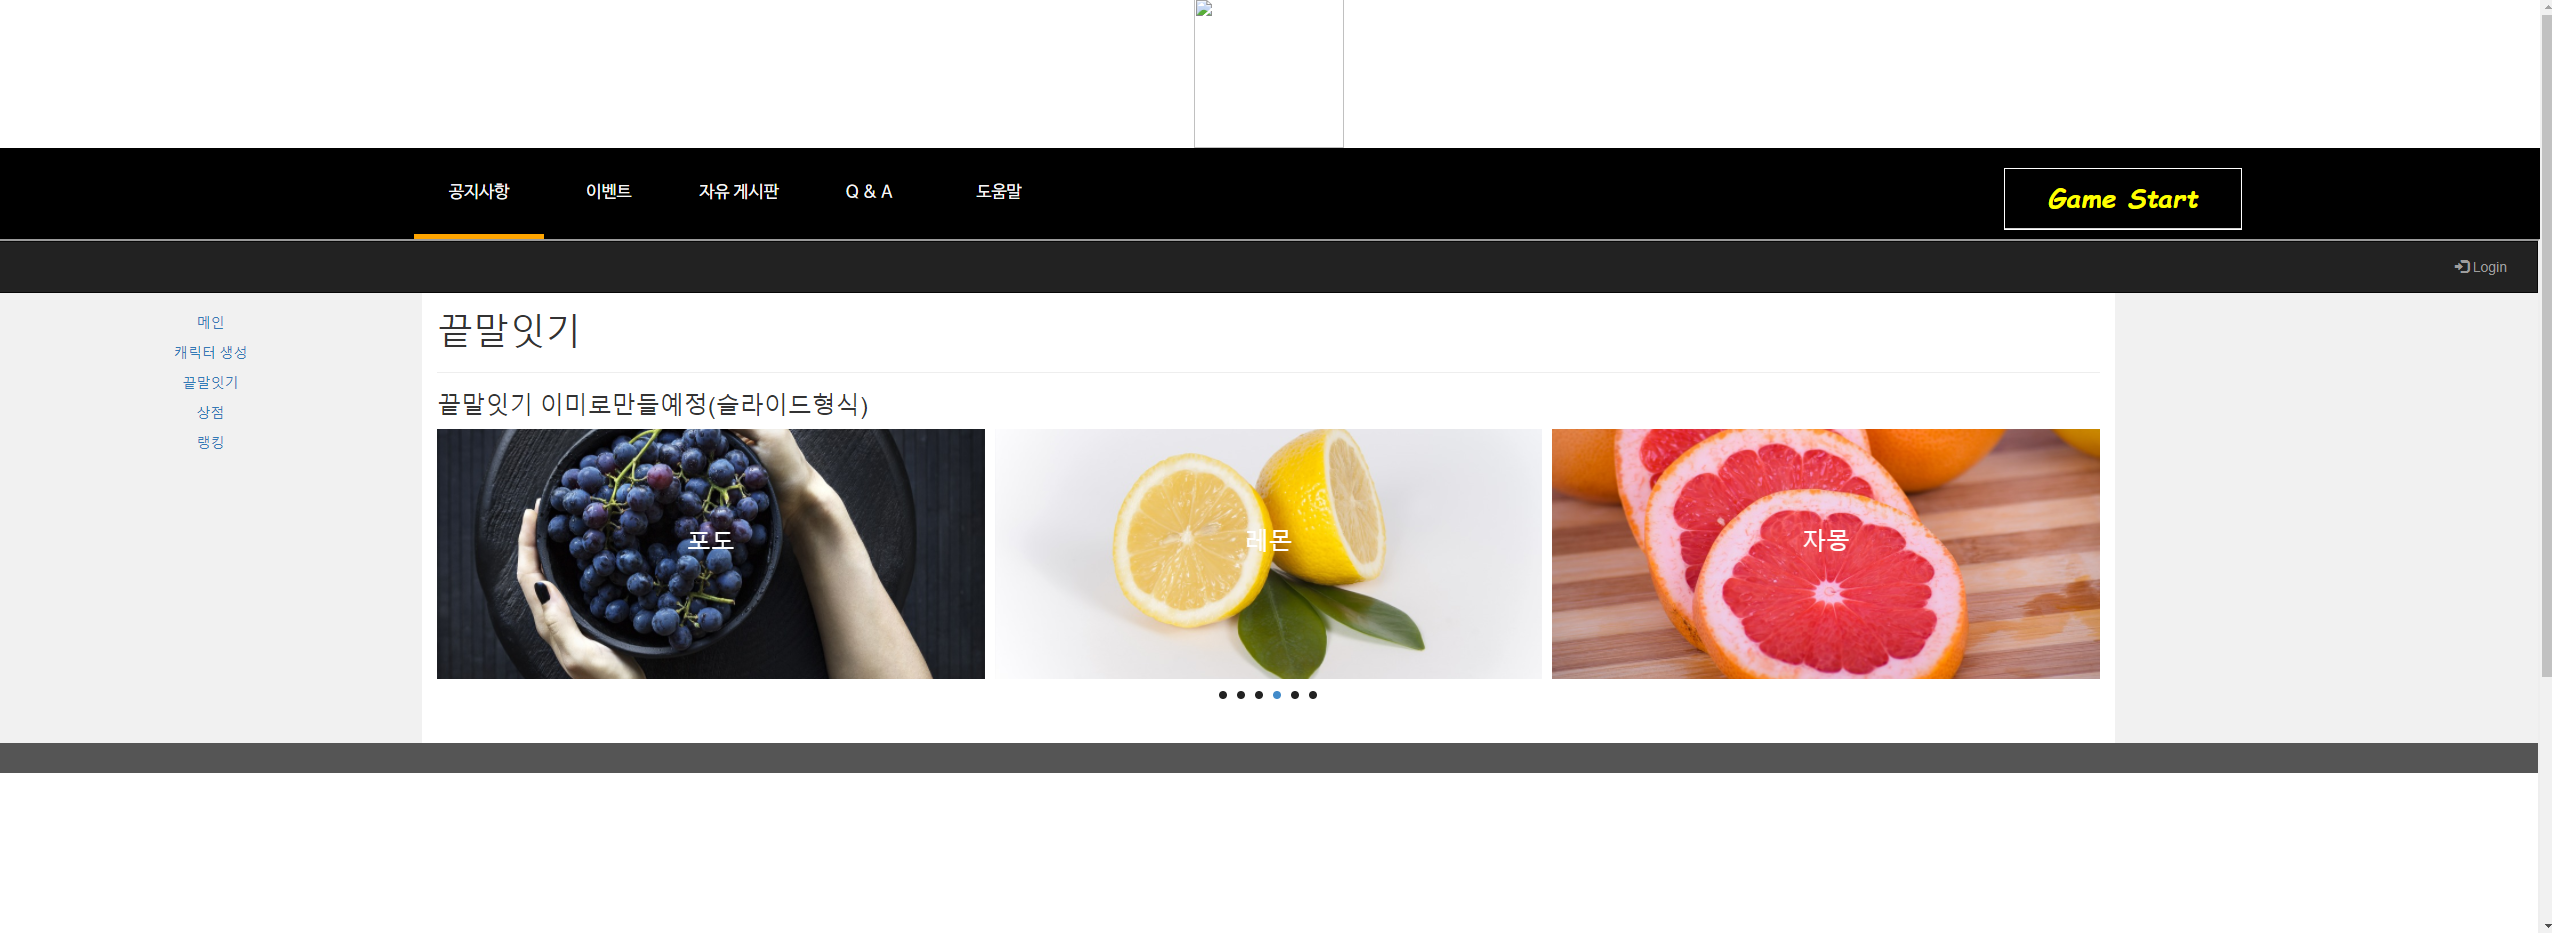 공지사항
이벤트
자유 게시판
Q & A
도움말
Game Start
Login
메인
캐릭터 생성
끝말잇기
상점
랭킹
끝말잇기
끝말잇기 이미로만들예정(슬라이드형식)
포도
레몬
자몽